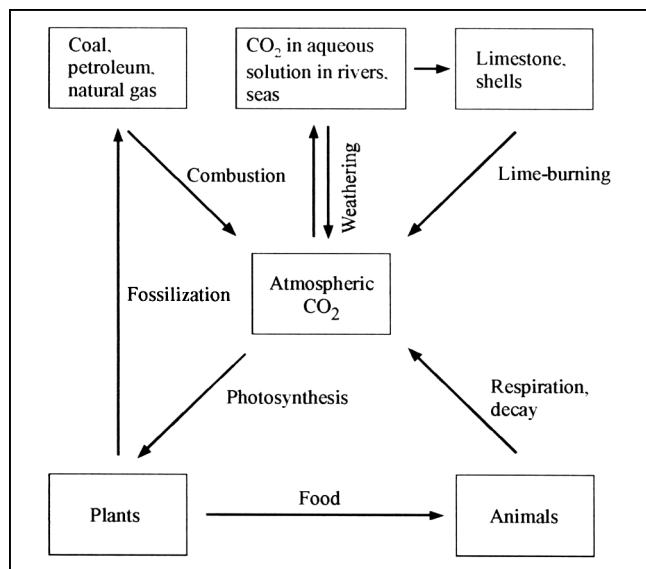 Coal,
petroleum,
natural gas
CO₂ in aqueous
solution in rivers,
seas
Limestone,
shells
Combustion
Weathering
Lime-burning
Atmospheric
CO₂
Fossilization
Photosynthesis
Respiration,
decay
Plants
Food
Animals